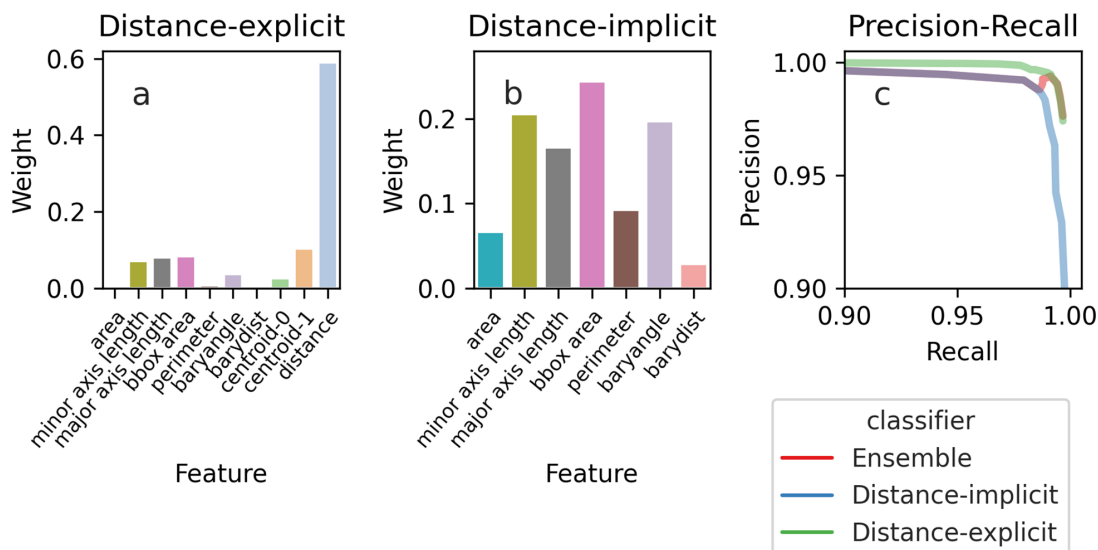 Distance-explicit
0.6
0.4
0.2
0.0
Weight
a
area
minor axis length
major axis length
bbox area
perimeter
baryangle
barydist
centroid-0
centroid-1
distance
Feature
Distance-implicit
0.2
0.1
0.0
Weight
b
area
minor axis length
major axis length
bbox area
perimeter
baryangle
barydist
Feature
Precision-Recall
1.00
0.95
0.90
Precision
c
0.90 0.95 1.00
Recall
classifier
Ensemble
Distance-implicit
Distance-explicit